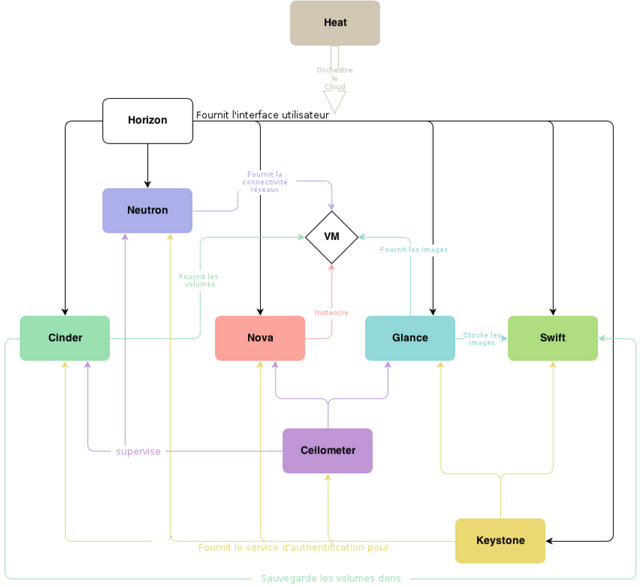 Heat
Orchestre
le
Cloud
Fournit l'interface utilisateur
Horizon
Fournit la
connectivité
réseaux
Neutron
VM
Fournit les images
Fournit les
volumes
Instancie
Cinder
Nova
Glance
Stocke les
images
Swift
supervise
Ceilometer
Keystone
Fournit le service d'authentification pour
Sauvegarde les volumes dans